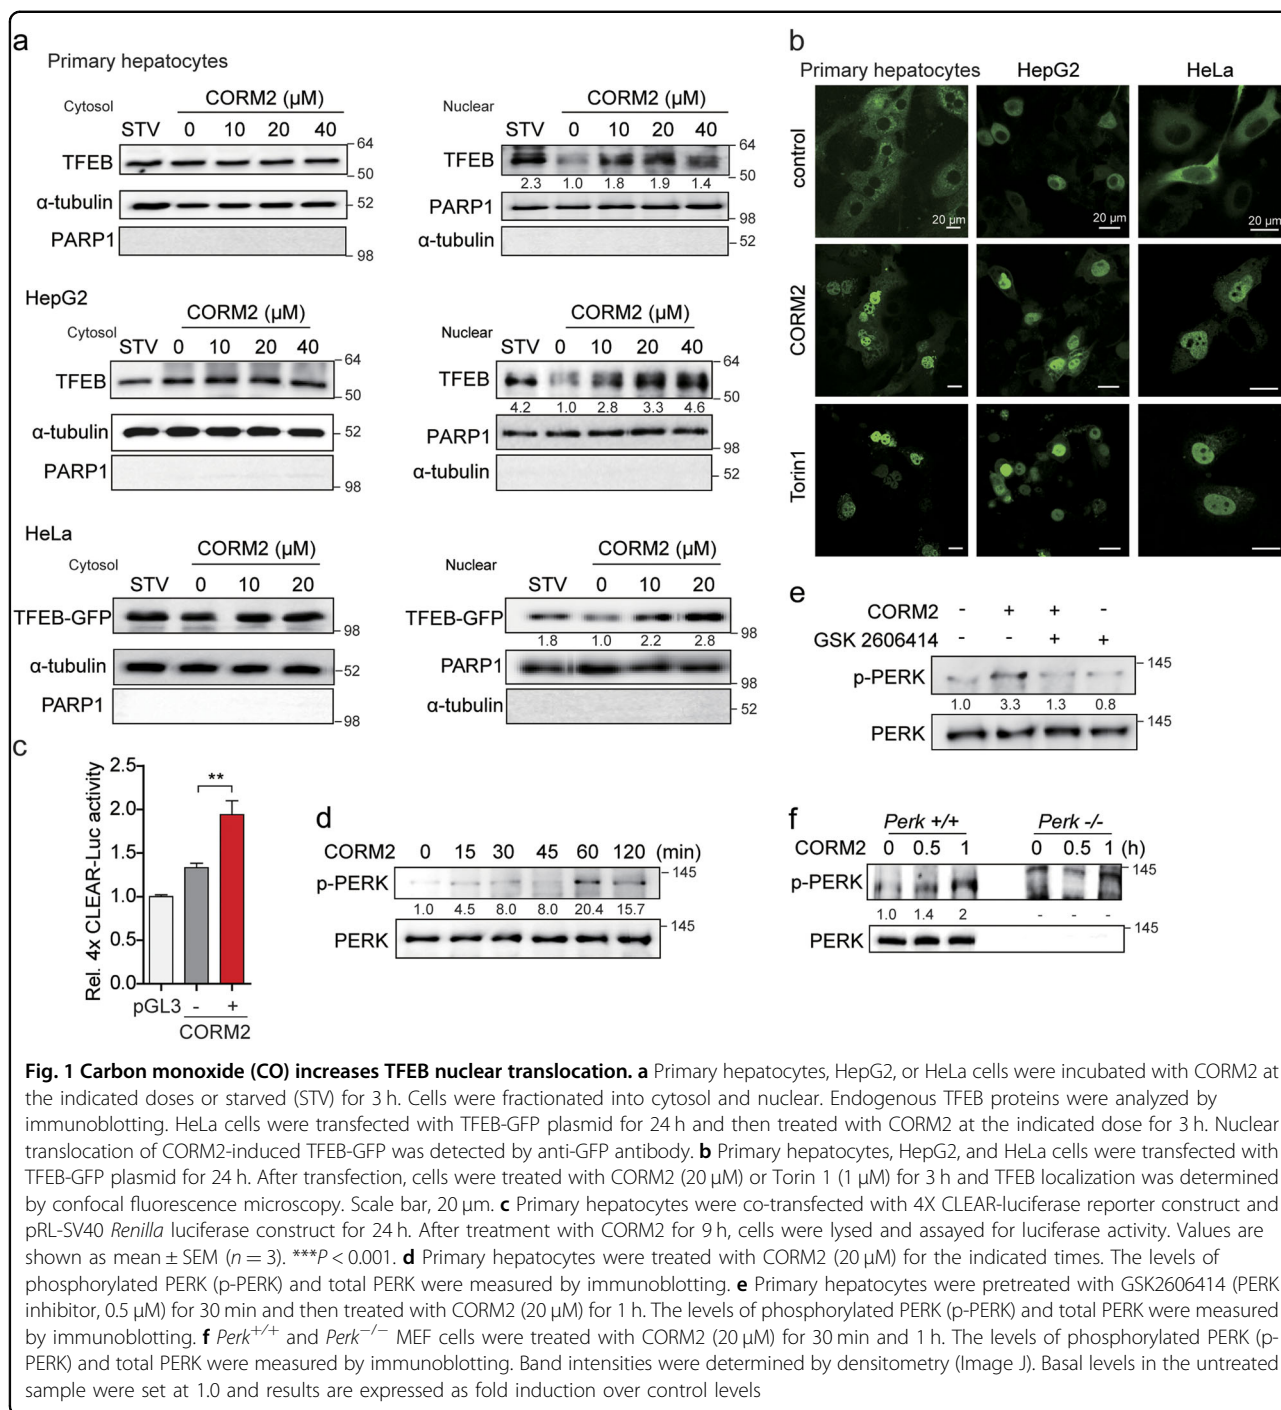 a
Primary hepatocytes
Cytosol
CORM2 (µM)
STV 0 10 20 40
TFEB
64
50
α-tubulin
52
PARP1
98
Nuclear
CORM2 (µM)
STV 0 10 20 40
TFEB
64
50
2.3 1.0 1.8 1.9 1.4
PARP1
98
α-tubulin
52
HepG2
Cytosol
CORM2 (µM)
STV 0 10 20 40
TFEB
64
50
α-tubulin
52
PARP1
98
Nuclear
CORM2 (µM)
STV 0 10 20 40
TFEB
64
50
4.2 1.0 2.8 3.3 4.6
PARP1
98
α-tubulin
52
HeLa
Cytosol
CORM2 (µM)
STV 0 10 20
TFEB-GFP
98
α-tubulin
52
PARP1
98
Nuclear
CORM2 (µM)
STV 0 10 20
TFEB-GFP
98
1.8 1.0 2.2 2.8
PARP1
98
α-tubulin
52
b
Primary hepatocytes HepG2 HeLa
control
20 µm 20 µm 20 µm
CORM2
Torin1
c
Rel. 4x CLEAR-Luc activity
2.5
2.0
1.5
1.0
0.5
0.0
**
pGL3 - +
CORM2
d
CORM2 0 15 30 45 60 120 (min)
p-PERK
145
1.0 4.5 8.0 8.0 20.4 15.7
PERK
145
e
CORM2 - + + -
GSK 2606414 - - + +
p-PERK
145
1.0 3.3 1.3 0.8
PERK
145
f
Perk +/+ Perk -/-
CORM2 0 0.5 1 0 0.5 1 (h)
p-PERK
145
1.0 1.4 2 - - -
PERK
145
Fig. 1 Carbon monoxide (CO) increases TFEB nuclear translocation. a Primary hepatocytes, HepG2, or HeLa cells were incubated with CORM2 at
the indicated doses or starved (STV) for 3 h. Cells were fractionated into cytosol and nuclear. Endogenous TFEB proteins were analyzed by
immunoblotting. HeLa cells were transfected with TFEB-GFP plasmid for 24 h and then treated with CORM2 at the indicated dose for 3 h. Nuclear
translocation of CORM2-induced TFEB-GFP was detected by anti-GFP antibody. b Primary hepatocytes, HepG2, and HeLa cells were transfected with
TFEB-GFP plasmid for 24 h. After transfection, cells were treated with CORM2 (20 µM) or Torin 1 (1 µM) for 3 h and TFEB localization was determined
by confocal fluorescence microscopy. Scale bar, 20 µm. c Primary hepatocytes were co-transfected with 4X CLEAR-luciferase reporter construct and
pRL-SV40 Renilla luciferase construct for 24 h. After treatment with CORM2 for 9 h, cells were lysed and assayed for luciferase activity. Values are
shown as mean ± SEM (n = 3). ***P < 0.001. d Primary hepatocytes were treated with CORM2 (20 µM) for the indicated times. The levels of
phosphorylated PERK (p-PERK) and total PERK were measured by immunoblotting. e Primary hepatocytes were pretreated with GSK2606414 (PERK
inhibitor, 0.5 µM) for 30 min and then treated with CORM2 (20 µM) for 1 h. The levels of phosphorylated PERK (p-PERK) and total PERK were measured
by immunoblotting. f Perk+/+ and Perk−/− MEF cells were treated with CORM2 (20 µM) for 30 min and 1 h. The levels of phosphorylated PERK (p-
PERK) and total PERK were measured by immunoblotting. Band intensities were determined by densitometry (Image J). Basal levels in the untreated
sample were set at 1.0 and results are expressed as fold induction over control levels